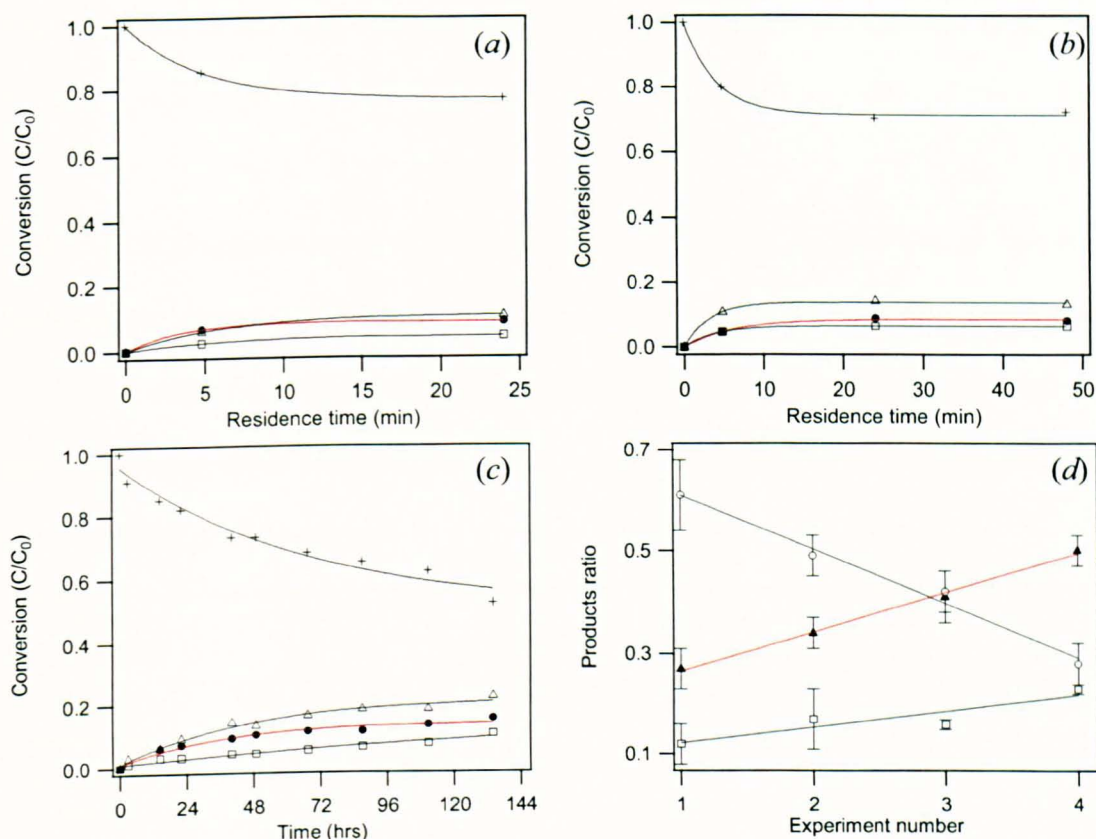 (a)
Conversion (C/C₀)
1.0
0.8
0.6
0.4
0.2
0.0
0 5 10 15 20 25
Residence time (min)
(b)
Conversion (C/C₀)
1.0
0.8
0.6
0.4
0.2
0.0
0 10 20 30 40 50
Residence time (min)
(c)
Conversion (C/C₀)
1.0
0.8
0.6
0.4
0.2
0.0
0 24 48 72 96 120 144
Time (hrs)
(d)
Products ratio
0.7
0.5
0.3
0.1
1 2 3 4
Experiment number